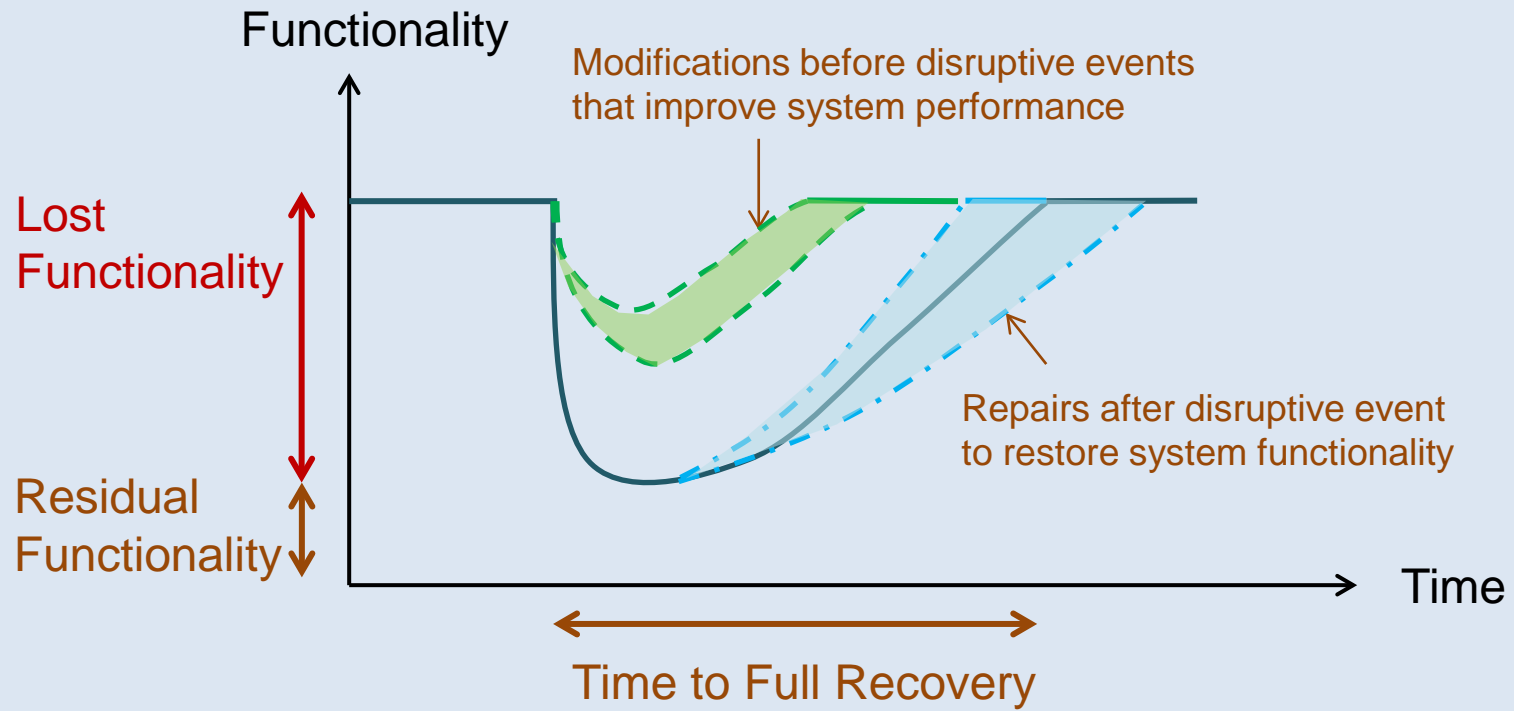 Functionality
Modifications before disruptive events
that improve system performance
Lost
Functionality
Repairs after disruptive event
to restore system functionality
Residual
Functionality
Time
Time to Full Recovery